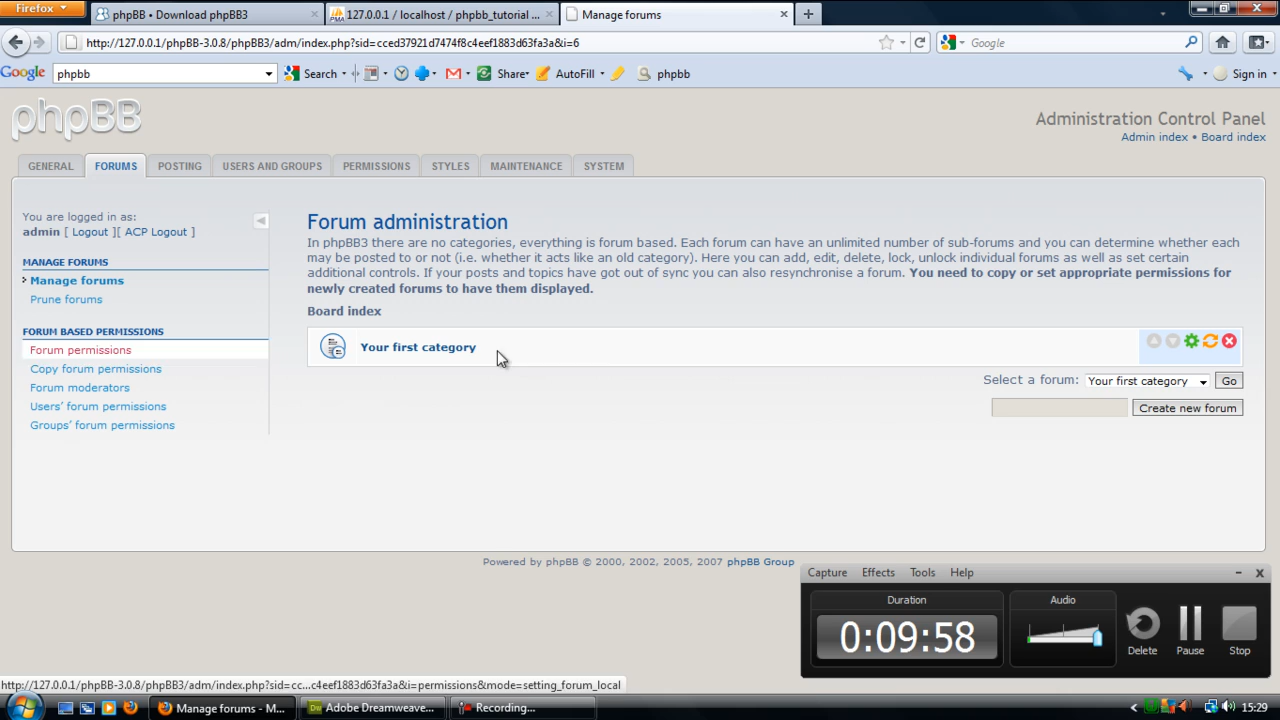 Firefox
phpBB • Download phpBB3
127.0.0.1 / localhost / phpbb_tutorial ...
Manage forums
http://127.0.0.1/phpBB-3.0.8/phpBB3/adm/index.php?sid=cced37921d7474f8c4eef1883d63fa3a&i=6
Google
Google
phpbb
Search
Share
AutoFill
phpbb
Sign in
phpBB
Administration Control Panel
Admin index • Board index
GENERAL
FORUMS
POSTING
USERS AND GROUPS
PERMISSIONS
STYLES
MAINTENANCE
SYSTEM
You are logged in as:
admin [ Logout ][ ACP Logout ]
MANAGE FORUMS
Manage forums
Prune forums
FORUM BASED PERMISSIONS
Forum permissions
Copy forum permissions
Forum moderators
Users’ forum permissions
Groups’ forum permissions
Forum administration
In phpBB3 there are no categories, everything is forum based. Each forum can have an unlimited number of sub-forums and you can determine whether each
may be posted to or not (i.e. whether it acts like an old category). Here you can add, edit, delete, lock, unlock individual forums as well as set certain
additional controls. If your posts and topics have got out of sync you can also resynchronise a forum. You need to copy or set appropriate permissions for
newly created forums to have them displayed.
Board index
Your first category
Select a forum: Your first category Go
Create new forum
Powered by phpBB © 2000, 2002, 2005, 2007 phpBB Group
Capture Effects Tools Help
Duration
0:09:58
Audio
Delete
Pause
Stop
http://127.0.0.1/phpBB-3.0.8/phpBB3/adm/index.php?sid=cc...c4eef1883d63fa3a&i=permissions&mode=setting_forum_local
Manage forums - M...
Adobe Dreamweave...
Recording...
15:29